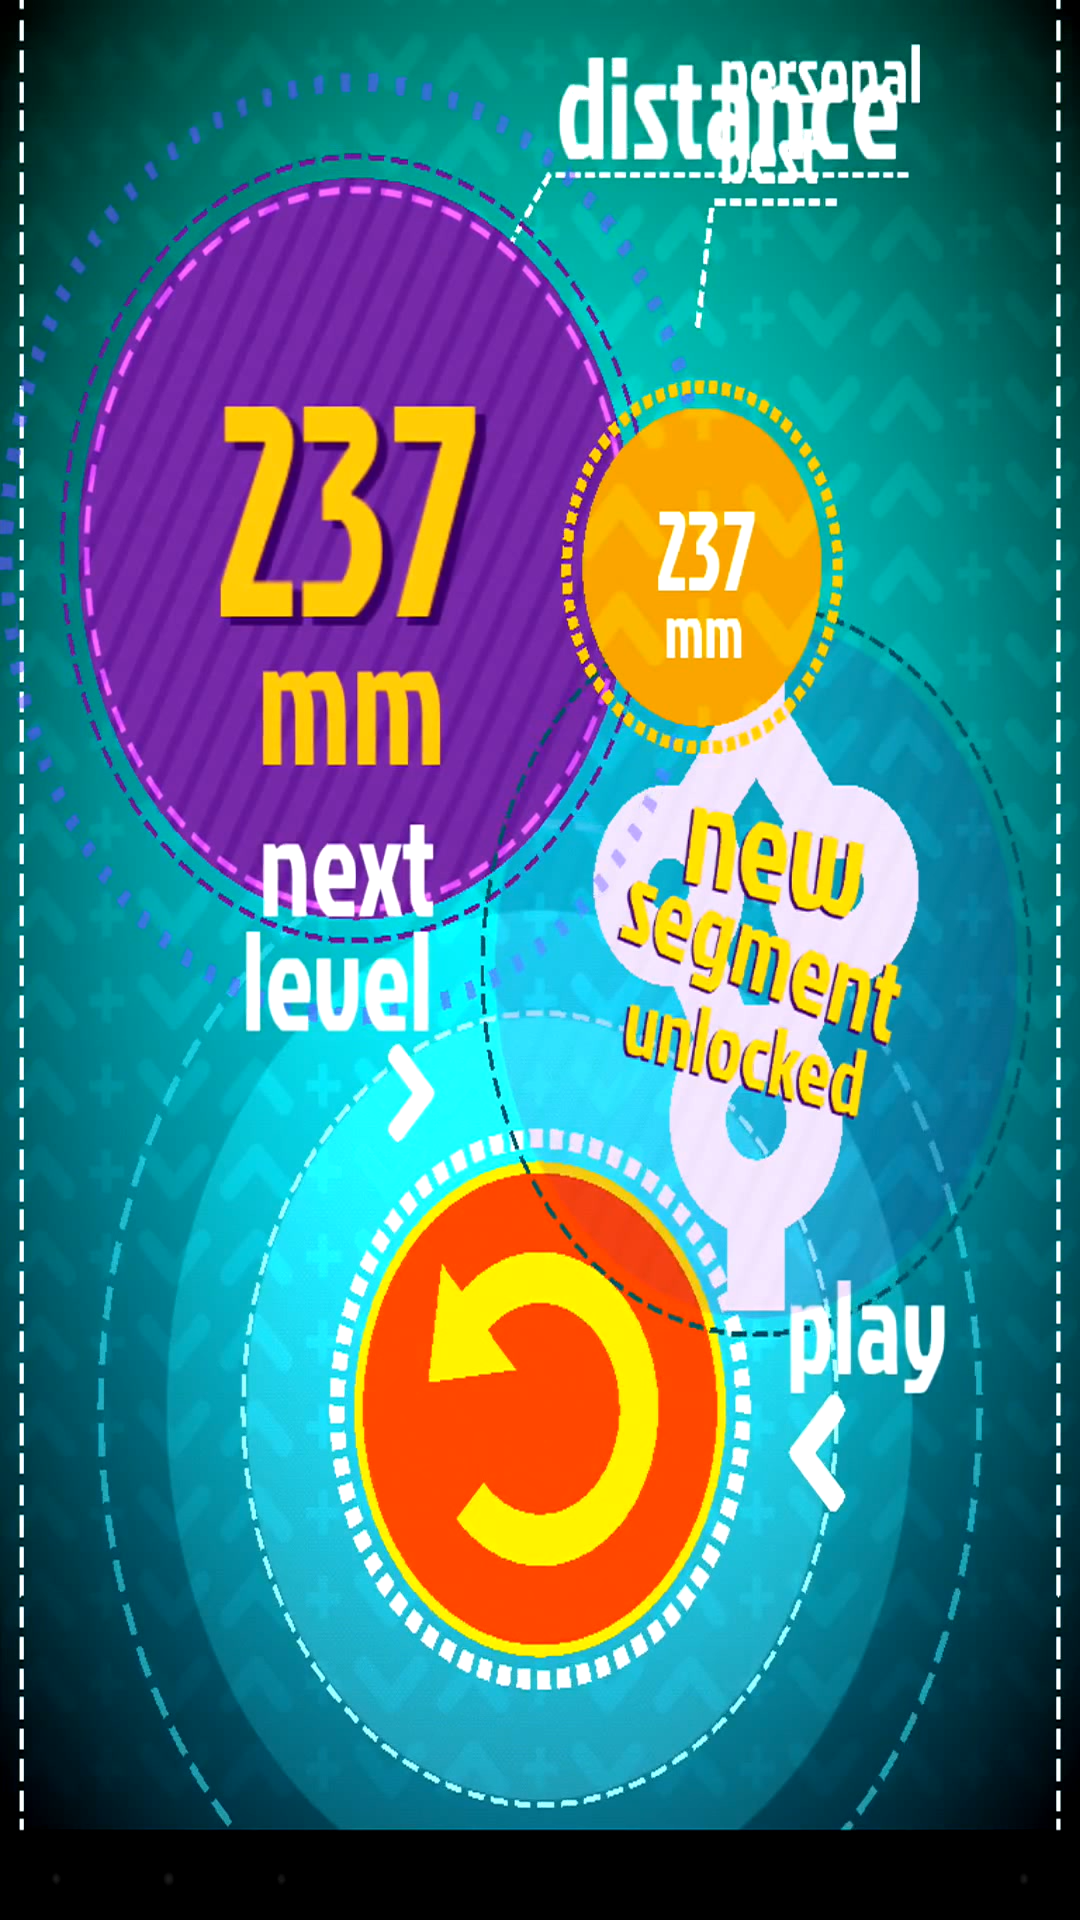 distance
personal
best
237
mm
237
mm
next
level
new
segment
unlocked
play